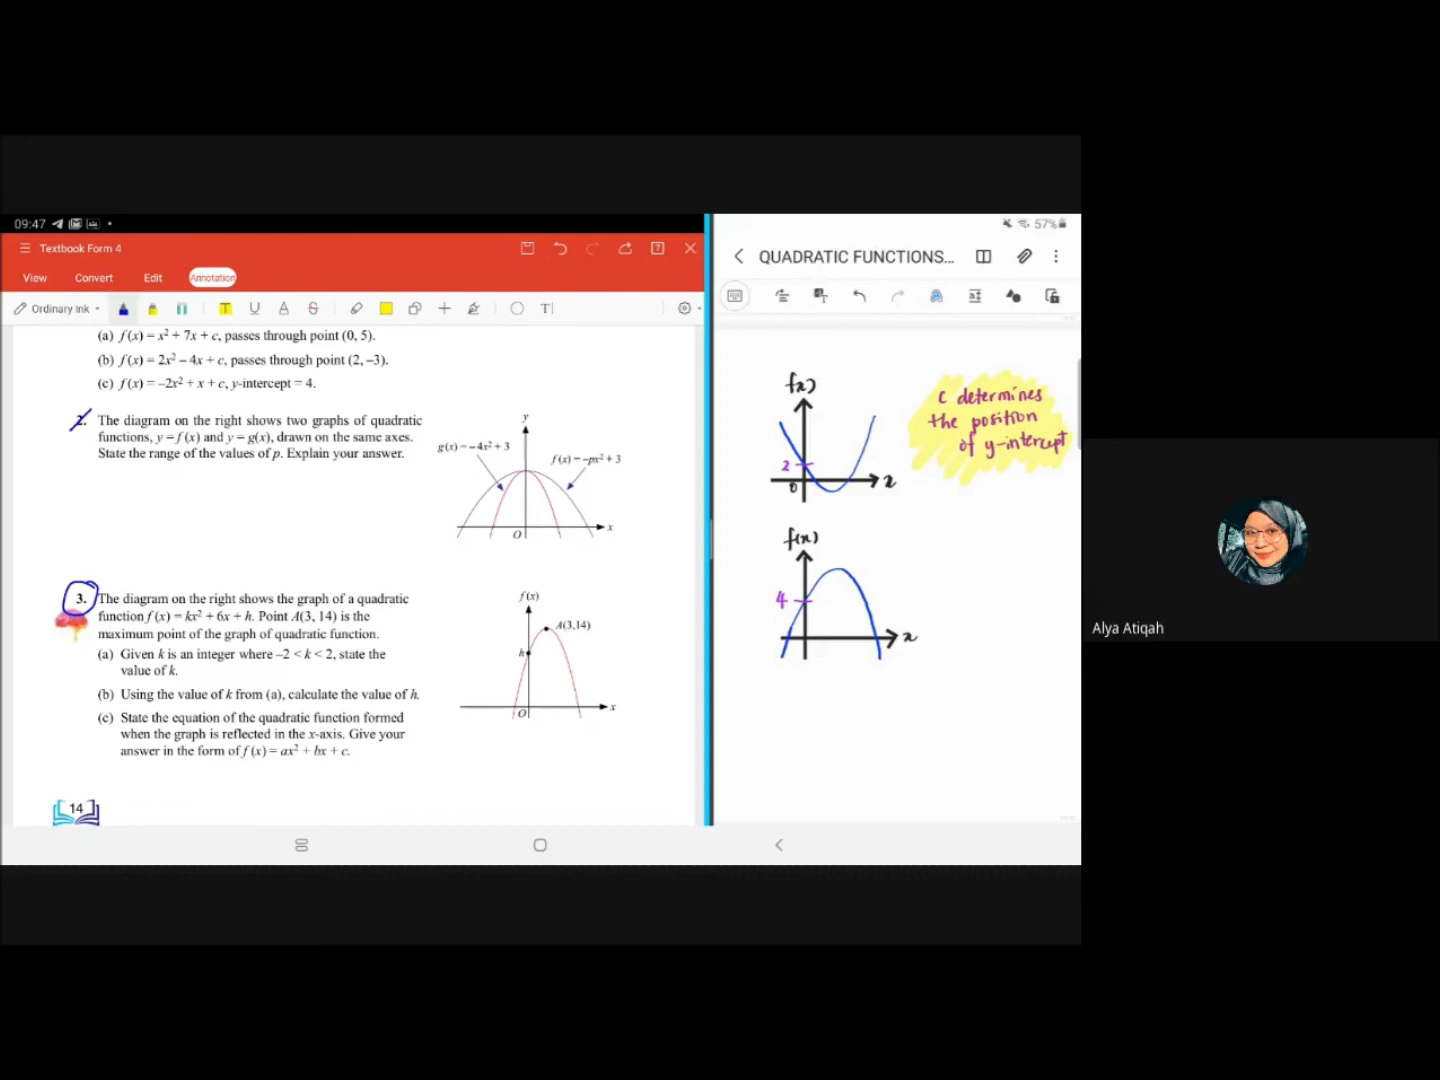 09:47
57%
Textbook Form 4
View Convert Edit Annotation
Ordinary Ink
(a) f(x) = x² + 7x + c, passes through point (0, 5).
(b) f(x) = 2x² – 4x + c, passes through point (2, –3).
(c) f(x) = –2x² + x + c, y-intercept = 4.
2. The diagram on the right shows two graphs of quadratic
functions, y = f(x) and y = g(x), drawn on the same axes.
State the range of the values of p. Explain your answer.
y
g(x) = –4x² + 3
f(x) = –px² + 3
O
x
3. The diagram on the right shows the graph of a quadratic
function f(x) = kx² + 6x + h. Point A(3, 14) is the
maximum point of the graph of quadratic function.
(a) Given k is an integer where –2 < k < 2, state the
value of k.
(b) Using the value of k from (a), calculate the value of h.
(c) State the equation of the quadratic function formed
when the graph is reflected in the x-axis. Give your
answer in the form of f(x) = ax² + bx + c.
f(x)
A(3,14)
h
O
x
14
QUADRATIC FUNCTIONS...
f(x)
2
0
x
c determines
the position
of y-intercept
f(x)
4
x
Alya Atiqah